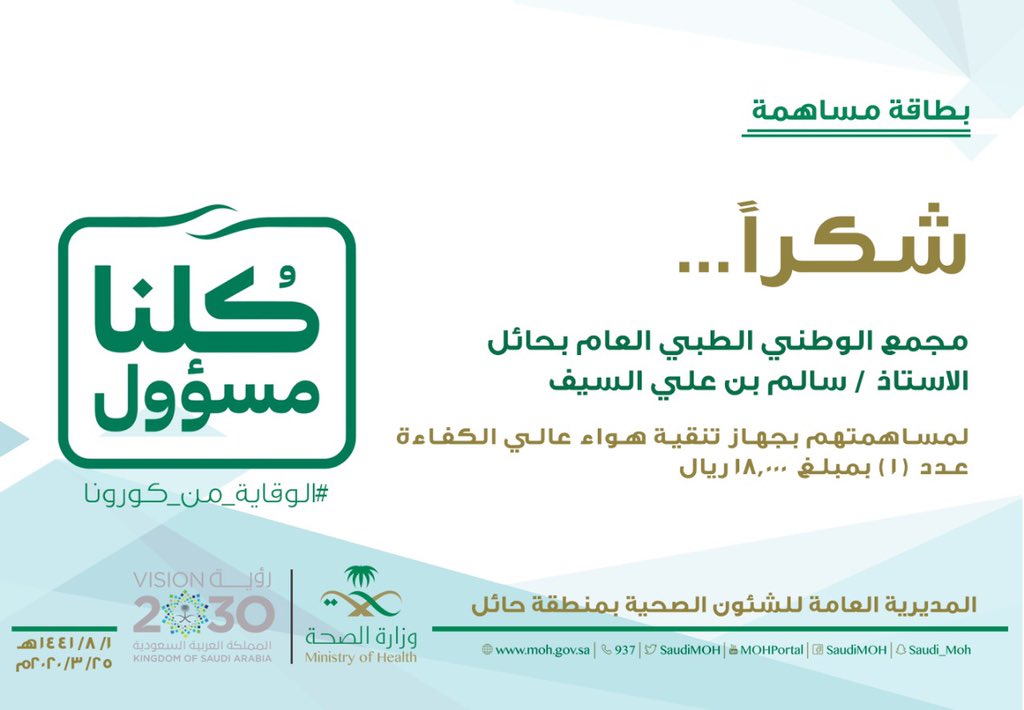 بطاقة مساهمة
شكراً...
مجمع الوطني الطبي العام بحائل
الاستاذ / سالم بن علي السيف
لمساهمتهم بجهاز تنقية هواء عالي الكفاءة
عدد (١) بمبلغ ١٨,٠٠٠ ريال
كُلنا
مسؤول
#الوقاية_من_كورونا
المديرية العامة للشئون الصحية بمنطقة حائل
www.moh.gov.sa | 937 | SaudiMOH | MOHPortal | SaudiMOH | Saudi_Moh
وزارة الصحة
Ministry of Health
VISION رؤية
2030
المملكة العربية السعودية
KINGDOM OF SAUDI ARABIA
١٤٤١/٨/١هـ
٢٠٢٠/٣/٢٥م